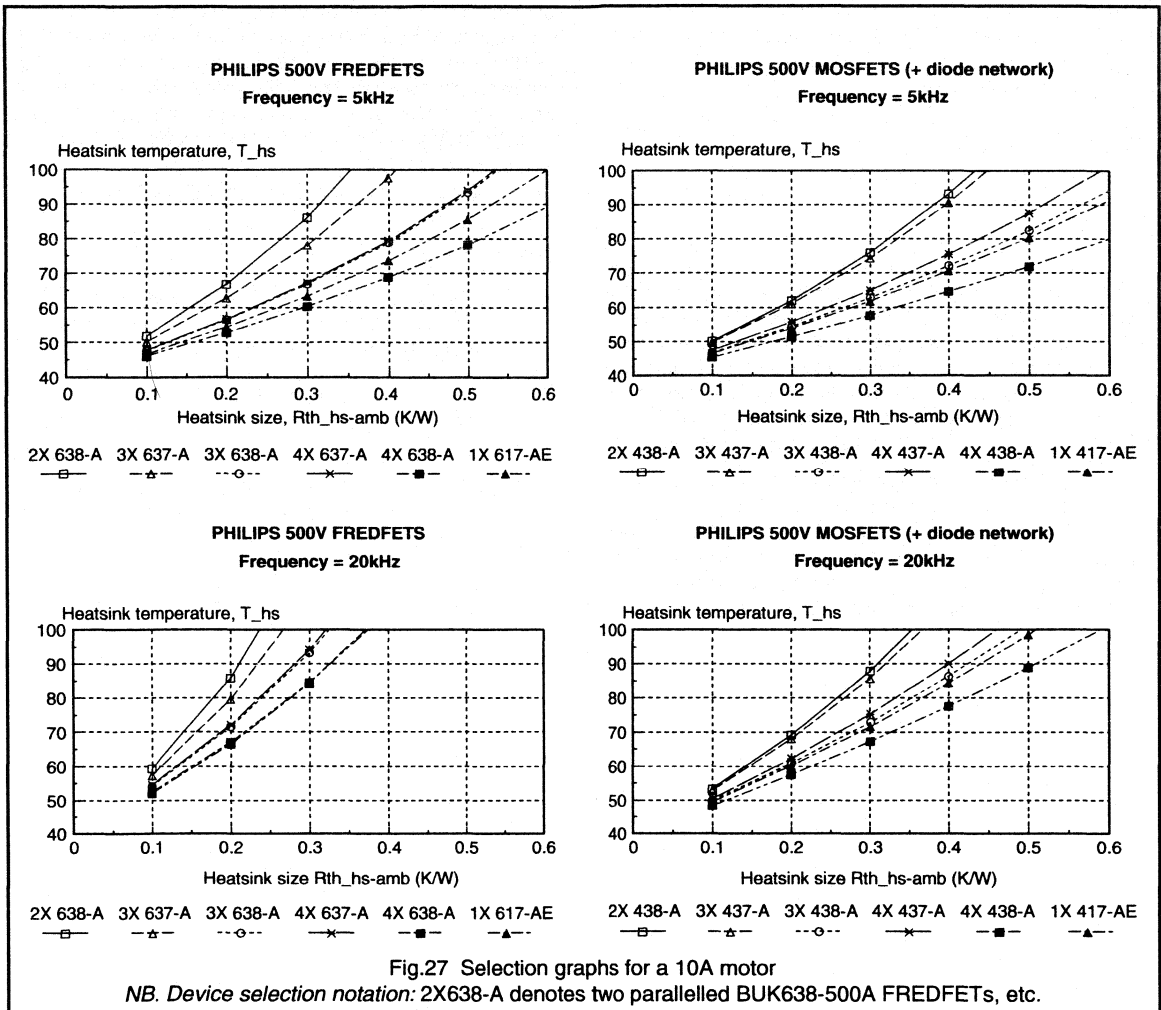 PHILIPS 500V FREDFETS
Frequency = 5kHz
Heatsink temperature, T_hs
100
90
80
70
60
50
40
0 0.1 0.2 0.3 0.4 0.5 0.6
Heatsink size, Rth_hs-amb (K/W)
2X 638-A 3X 637-A 3X 638-A 4X 637-A 4X 638-A 1X 617-AE
PHILIPS 500V MOSFETS (+ diode network)
Frequency = 5kHz
Heatsink temperature, T_hs
100
90
80
70
60
50
40
0 0.1 0.2 0.3 0.4 0.5 0.6
Heatsink size, Rth_hs-amb (K/W)
2X 438-A 3X 437-A 3X 438-A 4X 437-A 4X 438-A 1X 417-AE
PHILIPS 500V FREDFETS
Frequency = 20kHz
Heatsink temperature, T_hs
100
90
80
70
60
50
40
0 0.1 0.2 0.3 0.4 0.5 0.6
Heatsink size Rth_hs-amb (K/W)
2X 638-A 3X 637-A 3X 638-A 4X 637-A 4X 638-A 1X 617-AE
PHILIPS 500V MOSFETS (+ diode network)
Frequency = 20kHz
Heatsink temperature, T_hs
100
90
80
70
60
50
40
0 0.1 0.2 0.3 0.4 0.5 0.6
Heatsink size Rth_hs-amb (K/W)
2X 438-A 3X 437-A 3X 438-A 4X 437-A 4X 438-A 1X 417-AE
Fig.27 Selection graphs for a 10A motor
NB. Device selection notation: 2X638-A denotes two parallelled BUK638-500A FREDFETs, etc.